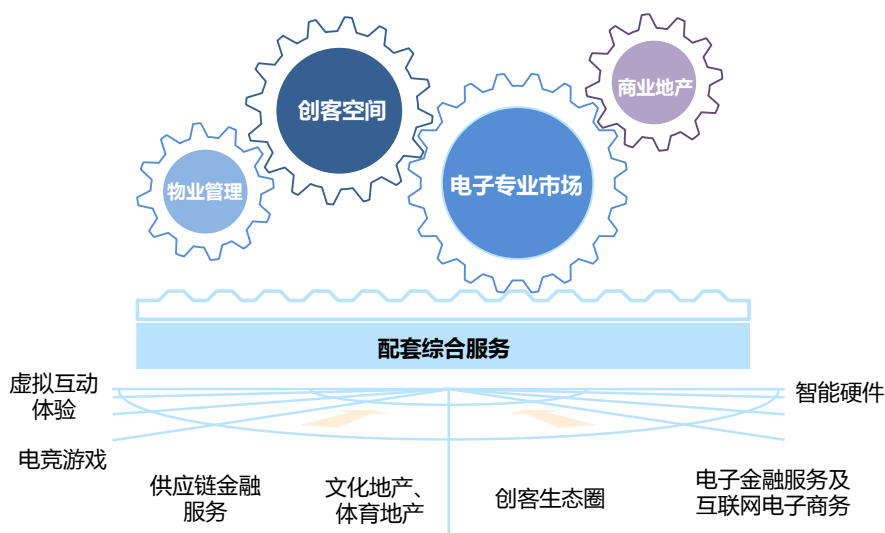 商业地产
创客空间
电子专业市场
物业管理
配套综合服务
虚拟互动
体验
智能硬件
电竞游戏
供应链金融
服务
文化地产、
体育地产
创客生态圈
电子金融服务及
互联网电子商务